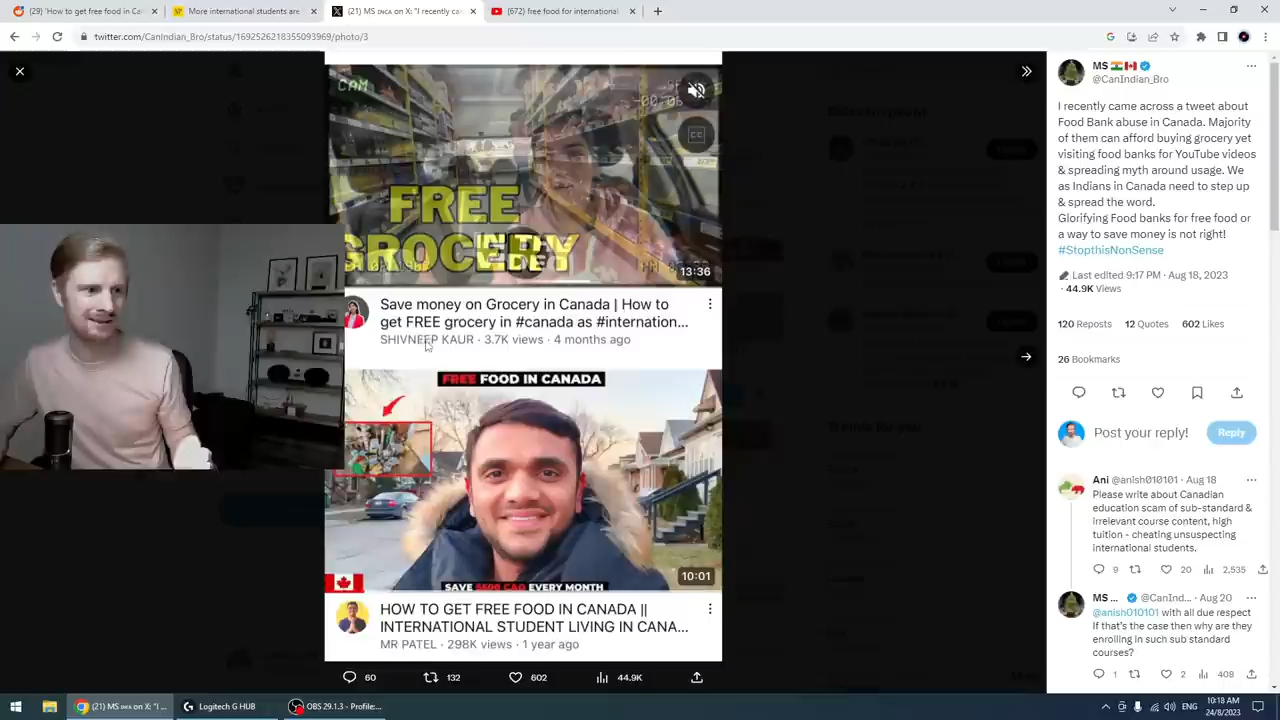 (29) 'How to get food in Ca
More international students are
(21) MS 🇮🇳🇨🇦 on X: "I recently ca
(672) free food for international
twitter.com/CanIndian_Bro/status/1692526218355093969/photo/3
CAM
-00:06
CC
FREE
GROCERY
13:36
Save money on Grocery in Canada | How to
get FREE grocery in #canada as #internation...
SHIVNEEP KAUR · 3.7K views · 4 months ago
FREE FOOD IN CANADA
SAVE $500 CAD EVERY MONTH
10:01
HOW TO GET FREE FOOD IN CANADA ||
INTERNATIONAL STUDENT LIVING IN CANA...
MR PATEL · 298K views · 1 year ago
60
132
602
44.9K
MS 🇮🇳🇨🇦
@CanIndian_Bro
I recently came across a tweet about
Food Bank abuse in Canada. Majority
of them can afford buying grocery yet
visiting food banks for YouTube videos
& spreading myth around usage. We
as Indians in Canada need to step up
& spread the word.
Glorifying Food banks for free food or
a way to save money is not right!
#StopthisNonSense
Last edited 9:17 PM · Aug 18, 2023
· 44.9K Views
120 Reposts 12 Quotes 602 Likes
26 Bookmarks
Post your reply!
Reply
Ani @anish010101 · Aug 18
Please write about Canadian
education scam of sub-standard &
irrelevant course content, high
tuition - cheating unsuspecting
international students.
9 20 2,535
MS ... @CanInd... · Aug 20
@anish010101 with all due respect
If that's the case then why are they
enrolling in such sub standard
courses?
1 2 408
(21) MS 🇮🇳🇨🇦 on X: "I ...
Logitech G HUB
OBS 29.1.3 - Profile:...
ENG
10:18 AM
24/8/2023